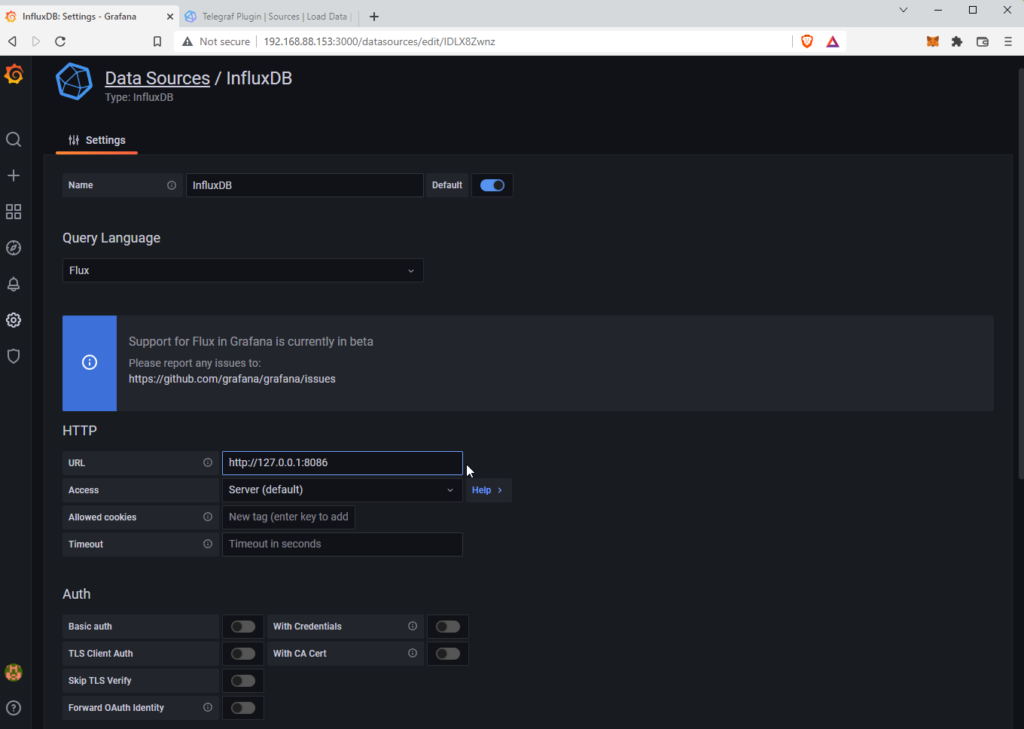 InfluxDB: Settings - Grafana
Telegraf Plugin | Sources | Load Data |
Not secure
192.168.88.153:3000/datasources/edit/IDLX8Zwnz
Data Sources / InfluxDB
Type: InfluxDB
Settings
Name
InfluxDB
Default
Query Language
Flux
Support for Flux in Grafana is currently in beta
Please report any issues to:
https://github.com/grafana/grafana/issues
HTTP
URL
http://127.0.0.1:8086
Access
Server (default)
Help
Allowed cookies
New tag (enter key to add
Timeout
Timeout in seconds
Auth
Basic auth
With Credentials
TLS Client Auth
With CA Cert
Skip TLS Verify
Forward OAuth Identity